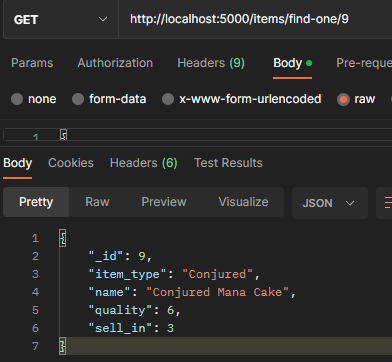 GET http://localhost:5000/items/find-one/9
Params Authorization Headers (9) Body Pre-reque
none form-data x-www-form-urlencoded raw
1 {
Body Cookies Headers (6) Test Results
Pretty Raw Preview Visualize JSON
1 {
2 "_id": 9,
3 "item_type": "Conjured",
4 "name": "Conjured Mana Cake",
5 "quality": 6,
6 "sell_in": 3
7 }